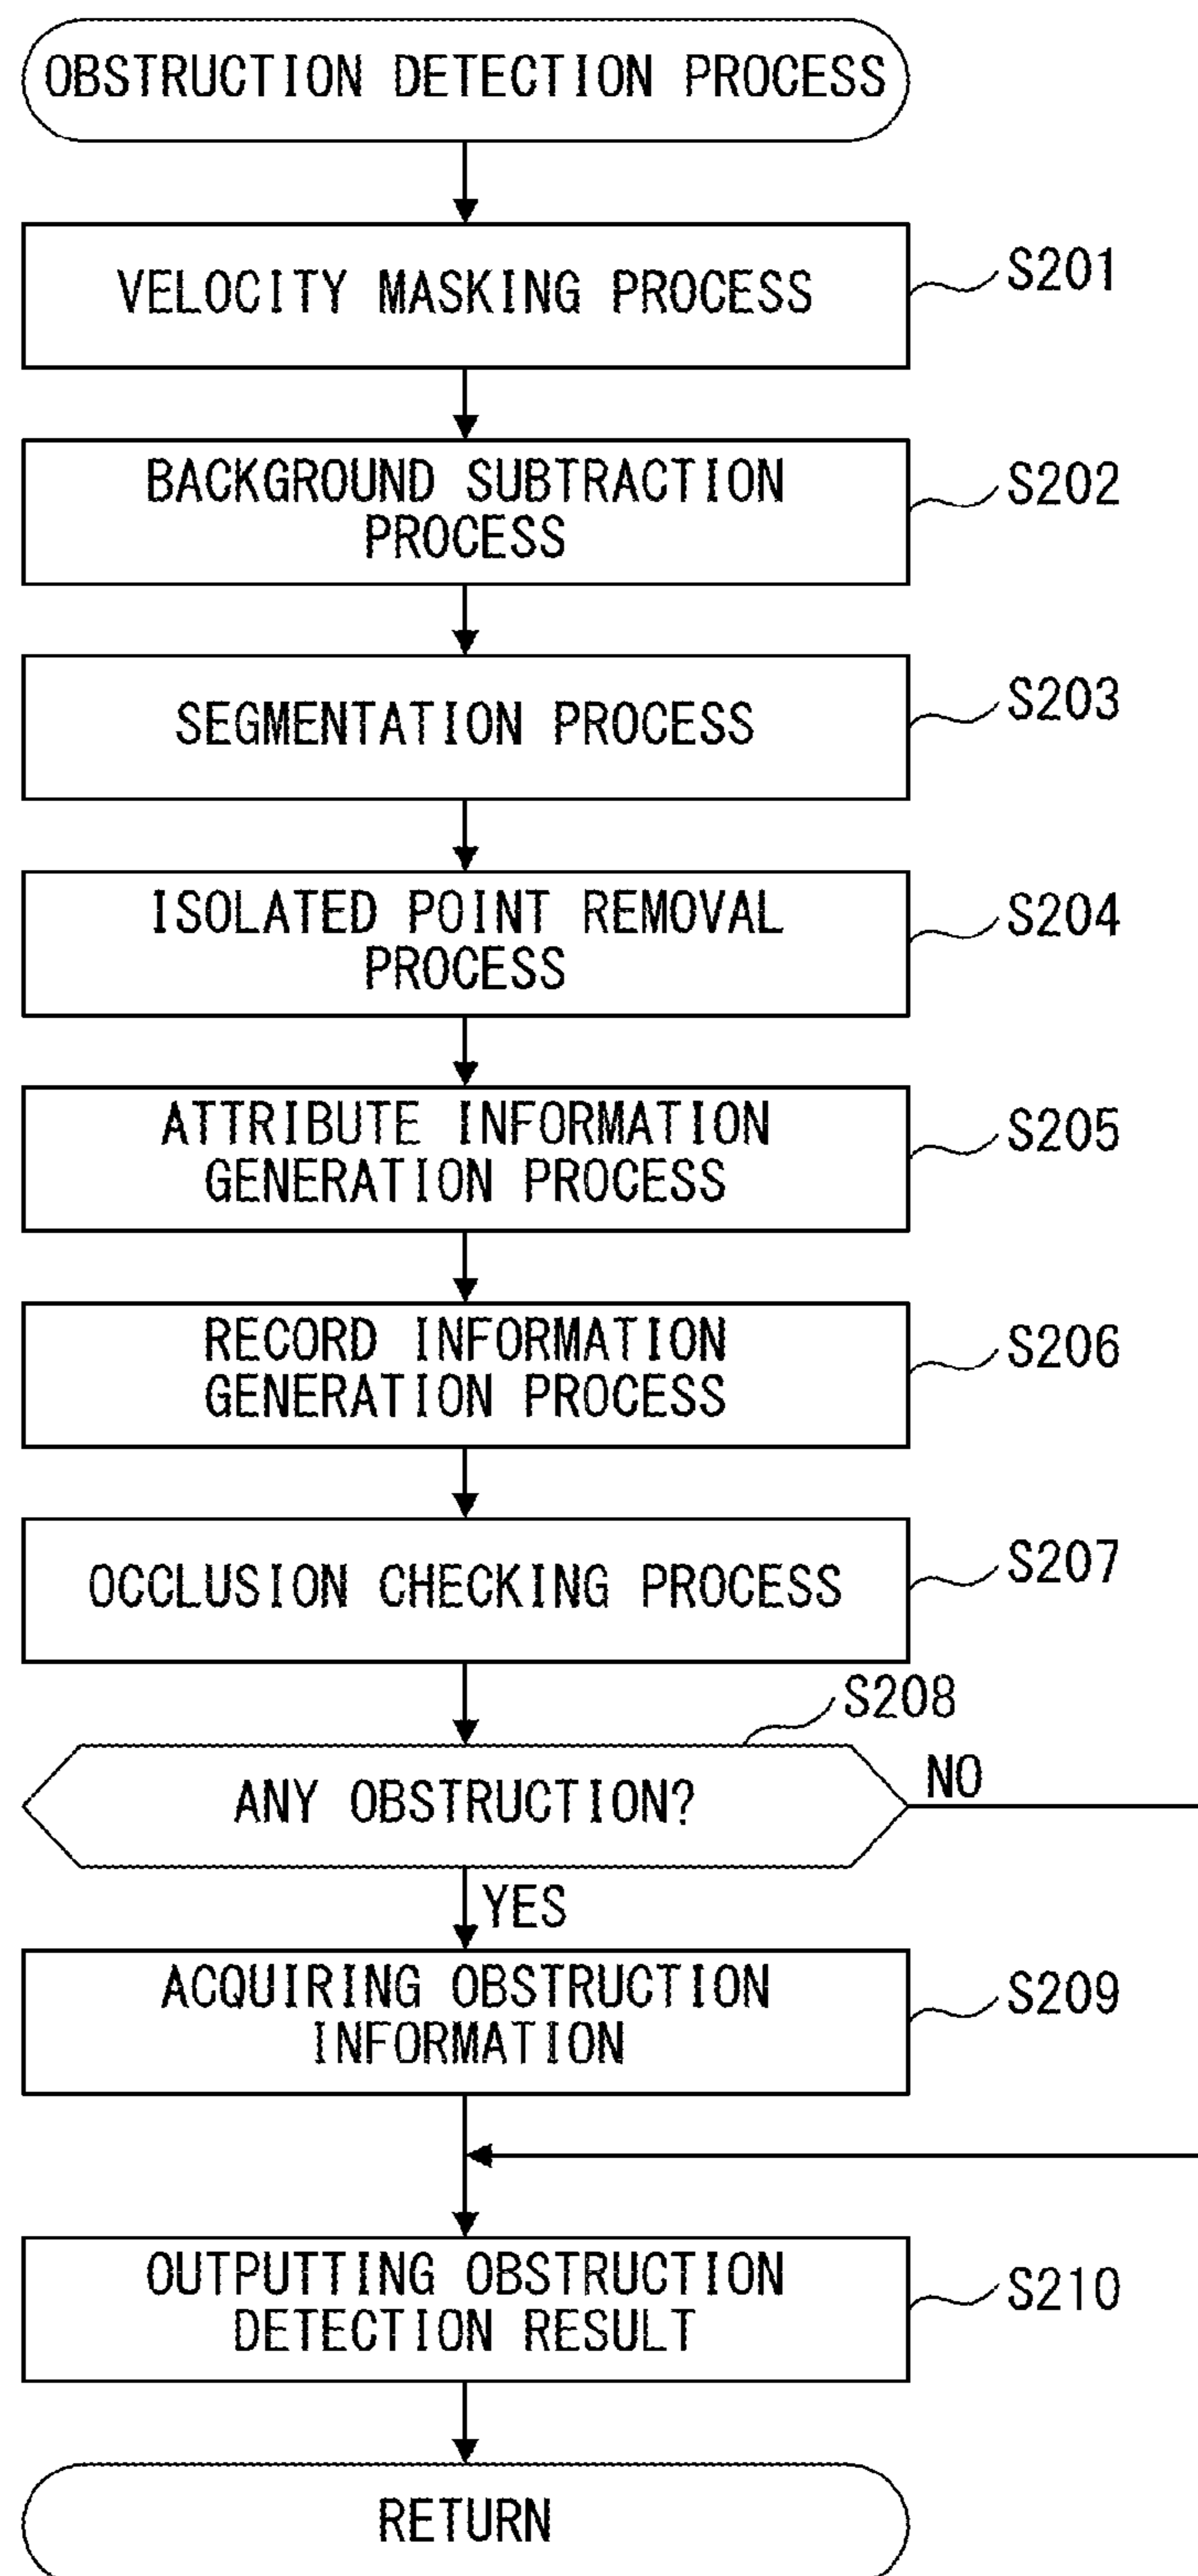 OBSTRUCTION DETECTION PROCESS
VELOCITY MASKING PROCESS
S201
BACKGROUND SUBTRACTION
PROCESS
S202
SEGMENTATION PROCESS
S203
ISOLATED POINT REMOVAL
PROCESS
S204
ATTRIBUTE INFORMATION
GENERATION PROCESS
S205
RECORD INFORMATION
GENERATION PROCESS
S206
OCCLUSION CHECKING PROCESS
S207
S208
ANY OBSTRUCTION?
NO
YES
ACQUIRING OBSTRUCTION
INFORMATION
S209
OUTPUTTING OBSTRUCTION
DETECTION RESULT
S210
RETURN